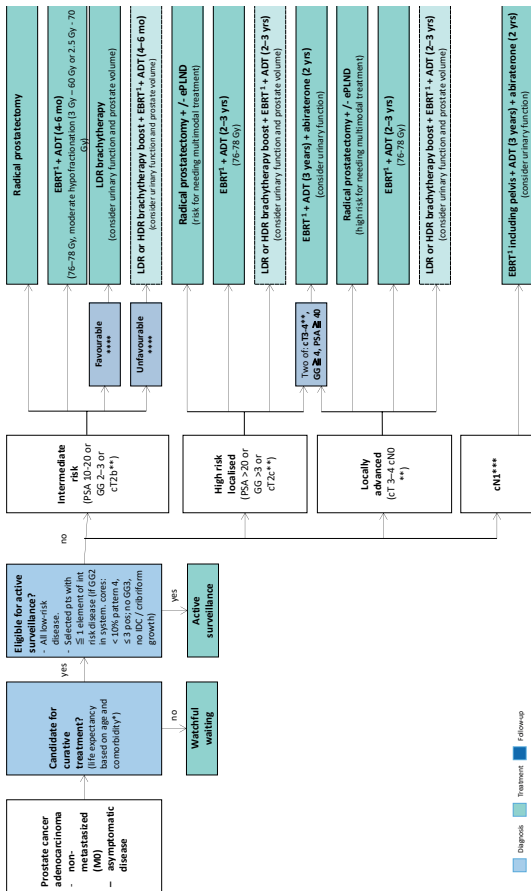 Prostate cancer
adenocarcinoma
- non-
metastasized
(M0)
– asymptomatic
disease
Candidate for
curative
treatment?
(life expectancy
based on age and
comorbidity*)
no
Watchful
waiting
yes
Eligible for active
surveillance?
- All low-risk
disease.
- Selected pts with
≦ 1 element of int
risk disease (if GG2
in system. cores:
< 10% pattern 4,
≤ 3 pos; no GG3,
no IDC / cribriform
growth)
yes
Active
surveillance
no
Intermediate
risk
(PSA 10-20 or
GG 2–3 or
cT2b**)
Favourable
****
Unfavourable
****
Radical prostatectomy
EBRT¹ + ADT (4–6 mo)
(76–78 Gy, moderate hypofractionation (3 Gy – 60 Gy or 2.5 Gy - 70
Gy)
LDR brachytherapy
(consider urinary function and prostate volume)
LDR or HDR brachytherapy boost + EBRT¹ + ADT (4–6 mo)
(consider urinary function and prostate volume)
High risk
localised
(PSA >20 or
GG >3 or
cT2c**)
Radical prostatectomy + /- ePLND
(risk for needing multimodal treatment)
EBRT¹ + ADT (2–3 yrs)
(76-78 Gy)
LDR or HDR brachytherapy boost + EBRT¹ + ADT (2–3 yrs)
(consider urinary function and prostate volume)
Two of: cT3-4**,
GG ≧ 4, PSA ≧ 40
EBRT¹ + ADT (3 years) + abiraterone (2 yrs)
(consider urinary function)
Locally
advanced
(cT 3–4 cN0
**)
Radical prostatectomy + /- ePLND
(high risk for needing multimodal treatment)
EBRT¹ + ADT (2–3 yrs)
(76-78 Gy)
LDR or HDR brachytherapy boost + EBRT¹ + ADT (2–3 yrs)
(consider urinary function and prostate volume)
cN1***
EBRT¹ including pelvis + ADT (3 years) + abiraterone (2 yrs)
(consider urinary function)
Diagnosis
Treatment
Follow-up